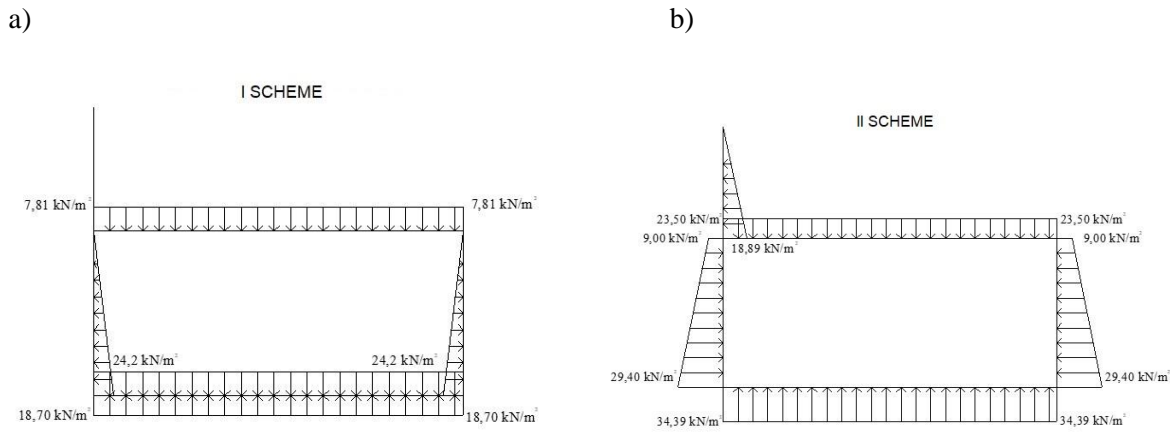 a)
b)
I SCHEME
7,81 kN/m²
7,81 kN/m²
24,2 kN/m²
24,2 kN/m²
18,70 kN/m²
18,70 kN/m²
II SCHEME
23,50 kN/m²
23,50 kN/m²
9,00 kN/m²
9,00 kN/m²
18,89 kN/m²
29,40 kN/m²
29,40 kN/m²
34,39 kN/m²
34,39 kN/m²